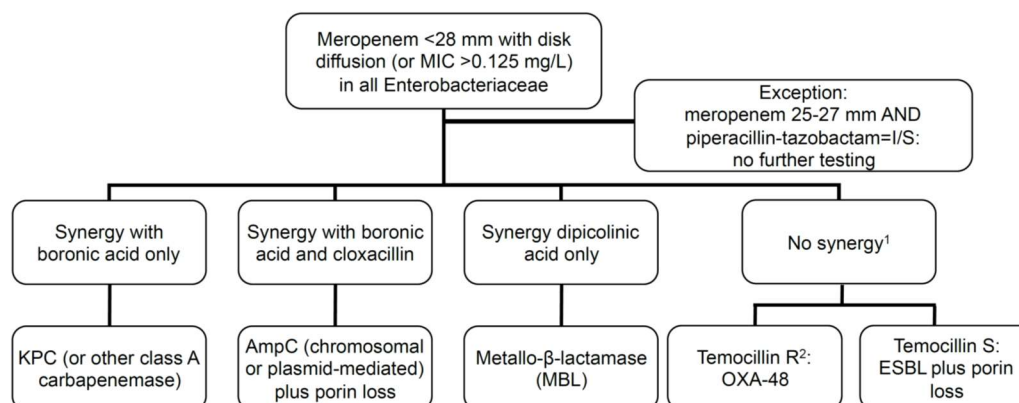 Meropenem <28 mm with disk
diffusion (or MIC >0.125 mg/L)
in all Enterobacteriaceae
Exception:
meropenem 25-27 mm AND
piperacillin-tazobactam=I/S:
no further testing
Synergy with
boronic acid only
Synergy with boronic
acid and cloxacillin
Synergy dipicolinic
acid only
No synergy¹
KPC (or other class A
carbapenemase)
AmpC (chromosomal
or plasmid-mediated)
plus porin loss
Metallo-β-lactamase
(MBL)
Temocillin R²:
OXA-48
Temocillin S:
ESBL plus porin
loss